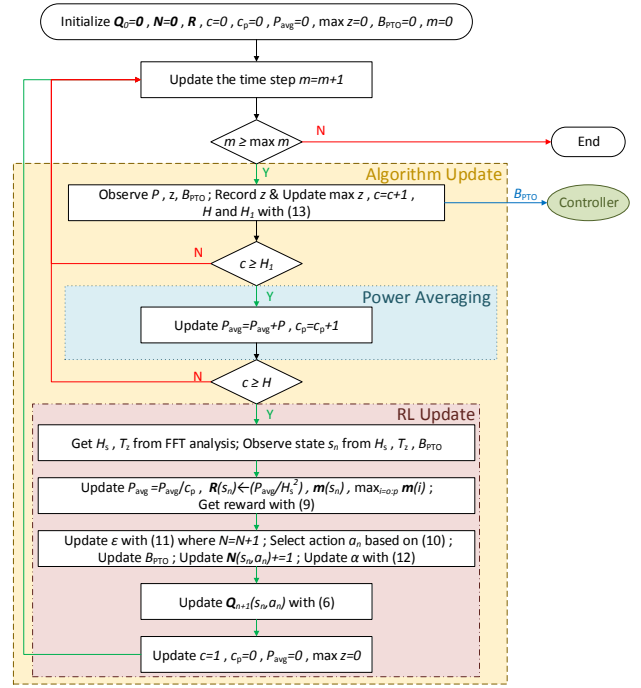 Initialize Q₀=0 , N=0 , R , c=0 , cₚ=0 , Pavg=0 , max z=0 , BPTO=0 , m=0
Update the time step m=m+1
m ≥ max m
N
End
Y
Algorithm Update
Observe P , z, BPTO ; Record z & Update max z , c=c+1 ,
H and H₁ with (13)
BPTO
Controller
c ≥ H₁
N
Y
Power Averaging
Update Pavg=Pavg+P , cₚ=cₚ+1
c ≥ H
N
Y
RL Update
Get Hₛ , T_z from FFT analysis; Observe state sₙ from Hₛ , T_z , BPTO
Update Pavg =Pavg/cₚ , R(sₙ)←(Pavg/Hₛ²) , m(sₙ) , maxᵢ₌ₒ:ₚ m(i) ;
Get reward with (9)
Update ε with (11) where N=N+1 ; Select action aₙ based on (10) ;
Update BPTO ; Update N(sₙ,aₙ)+=1 ; Update α with (12)
Update Qₙ₊₁(sₙ,aₙ) with (6)
Update c=1 , cₚ=0 , Pavg=0 , max z=0